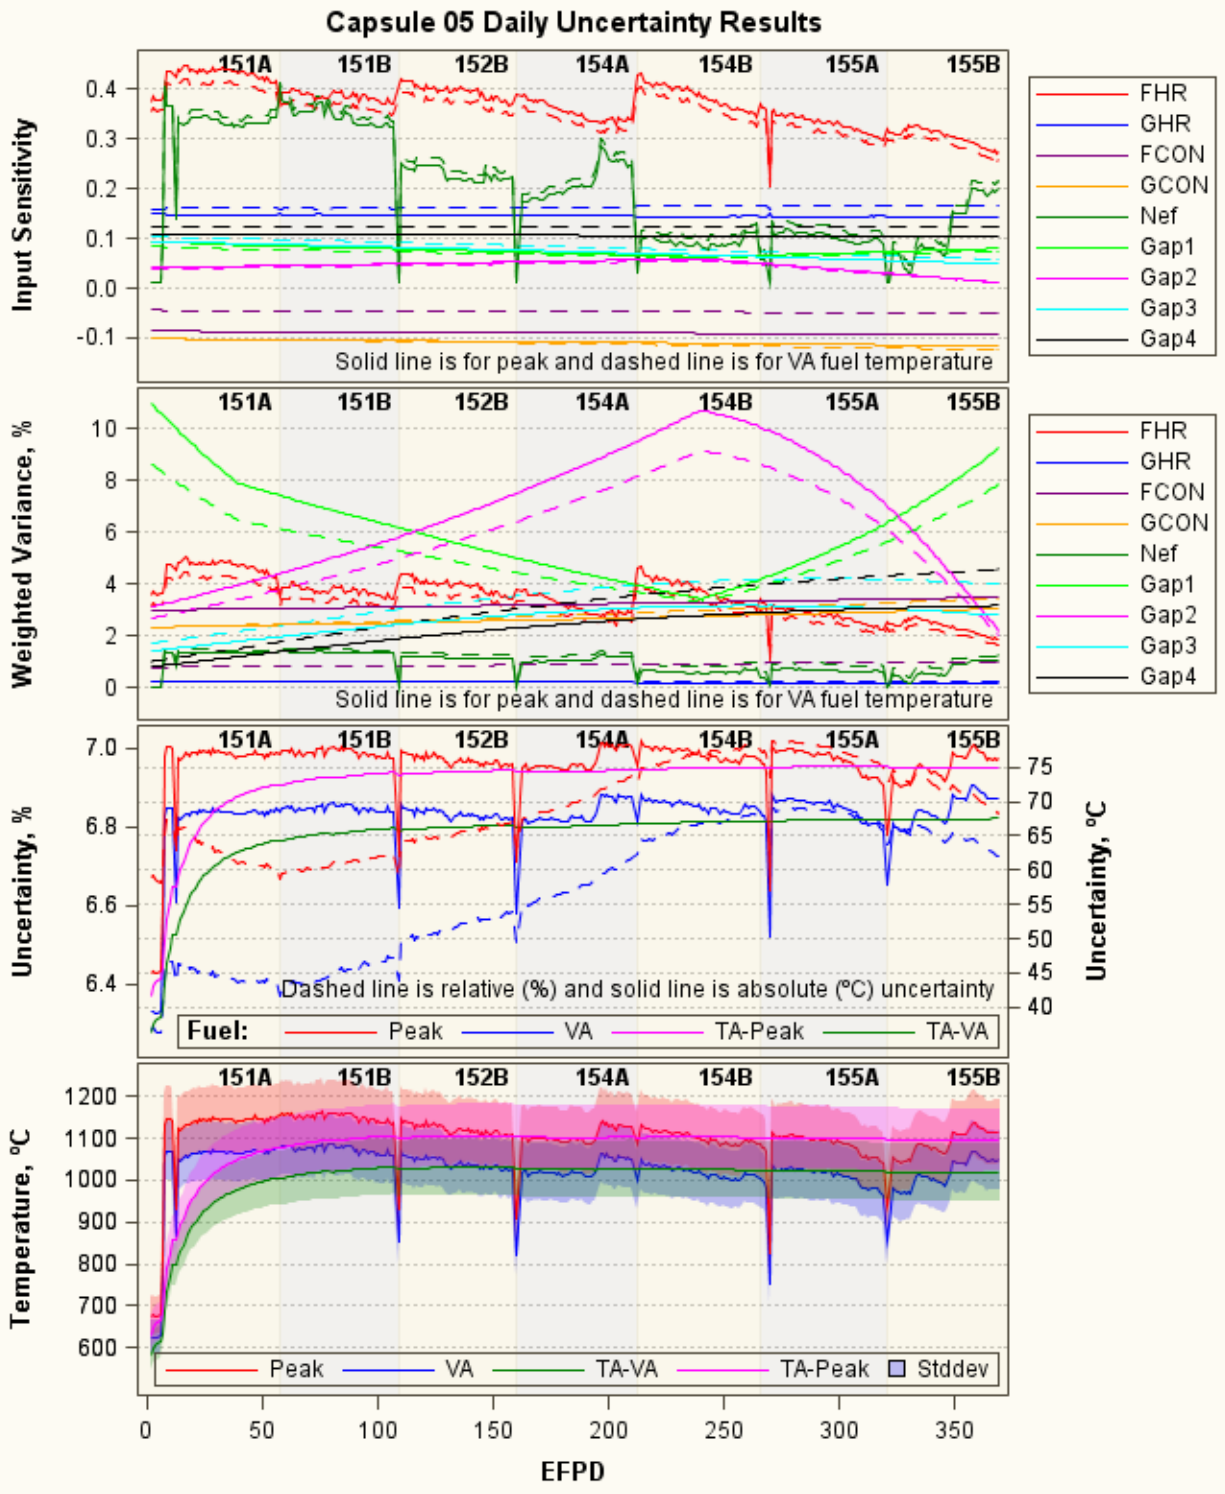 Capsule 05 Daily Uncertainty Results
151A 151B 152B 154A 154B 155A 155B
Input Sensitivity
0.4
0.3
0.2
0.1
0.0
-0.1
Solid line is for peak and dashed line is for VA fuel temperature
FHR
GHR
FCON
GCON
Nef
Gap1
Gap2
Gap3
Gap4
151A 151B 152B 154A 154B 155A 155B
Weighted Variance, %
10
8
6
4
2
0
Solid line is for peak and dashed line is for VA fuel temperature
FHR
GHR
FCON
GCON
Nef
Gap1
Gap2
Gap3
Gap4
151A 151B 152B 154A 154B 155A 155B
Uncertainty, %
7.0
6.8
6.6
6.4
75
70
65
60
55
50
45
40
Uncertainty, ºC
Dashed line is relative (%) and solid line is absolute (ºC) uncertainty
Fuel: Peak VA TA-Peak TA-VA
151A 151B 152B 154A 154B 155A 155B
Temperature, ºC
1200
1100
1000
900
800
700
600
Peak VA TA-VA TA-Peak Stddev
0 50 100 150 200 250 300 350
EFPD